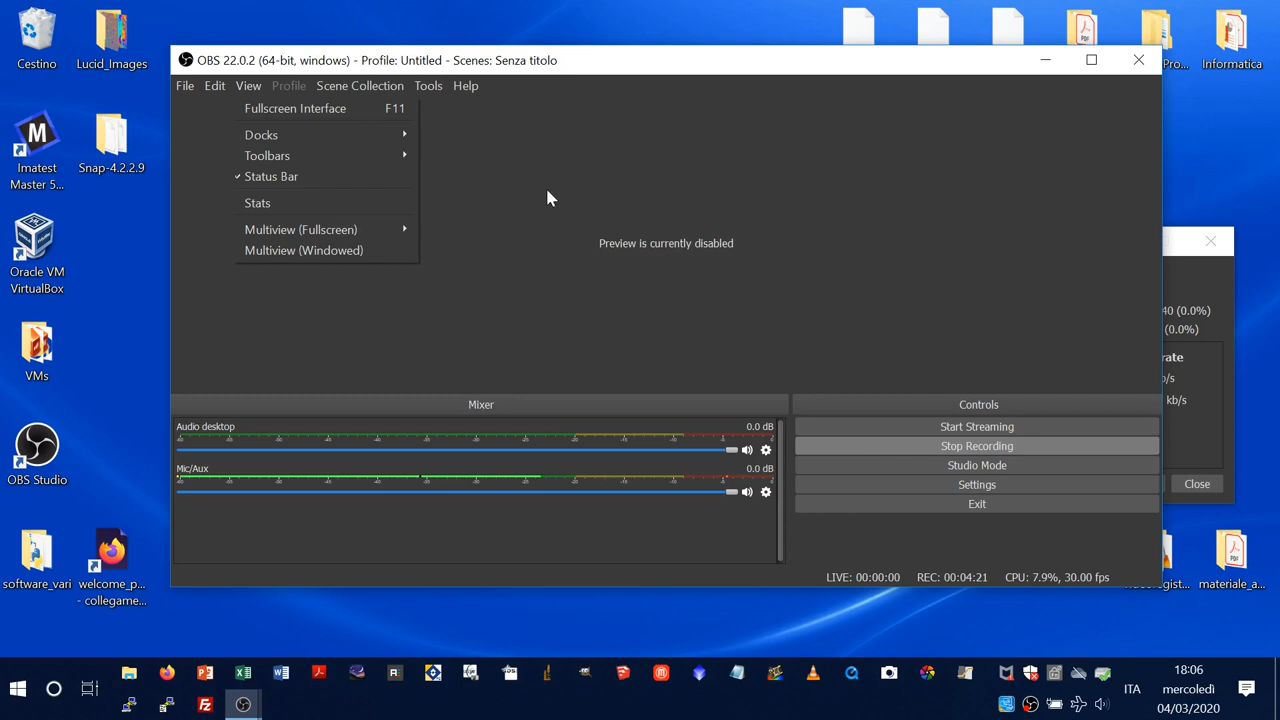 Cestino
Lucid_Images
Pro...
Informatica
OBS 22.0.2 (64-bit, windows) - Profile: Untitled - Scenes: Senza titolo
File Edit View Profile Scene Collection Tools Help
Fullscreen Interface F11
Docks
Toolbars
Status Bar
Stats
Multiview (Fullscreen)
Multiview (Windowed)
Preview is currently disabled
M
Imatest
Master 5...
Snap-4.2.2.9
Oracle VM
VirtualBox
VMs
OBS Studio
software_vari
welcome_p...
- collegame...
40 (0.0%)
(0.0%)
rate
b/s
kb/s
Close
Mixer
Audio desktop 0.0 dB
Mic/Aux 0.0 dB
Controls
Start Streaming
Stop Recording
Studio Mode
Settings
Exit
LIVE: 00:00:00 REC: 00:04:21 CPU: 7.9%, 30.00 fps
materiale_a...
ITA
18:06
mercoledì
04/03/2020